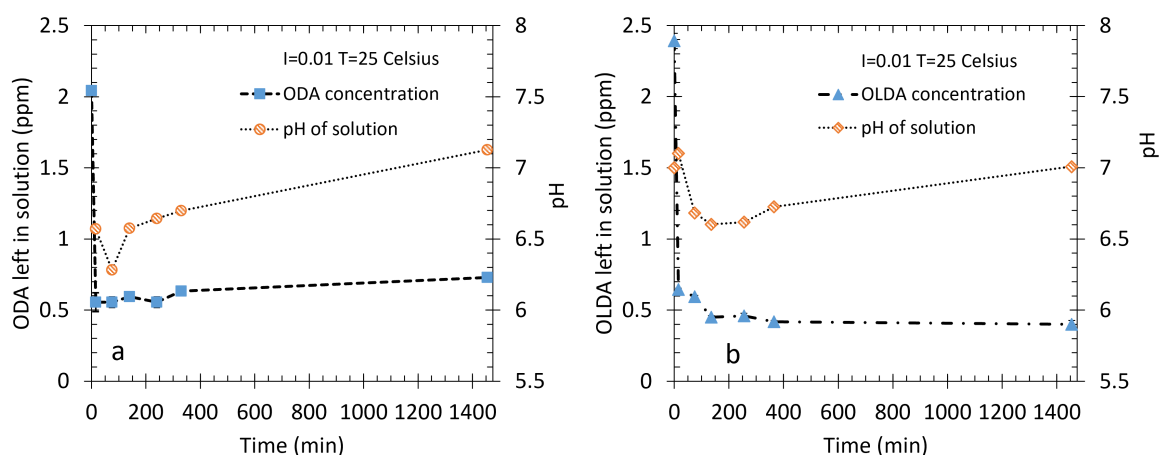 2.5
2
1.5
1
0.5
0
ODA left in solution (ppm)
I=0.01 T=25 Celsius
ODA concentration
pH of solution
a
8
7.5
7
6.5
6
5.5
pH
0 200 400 600 800 1000 1200 1400
Time (min)
2.5
2
1.5
1
0.5
0
OLDA left in solution (ppm)
I=0.01 T=25 Celsius
OLDA concentration
pH of solution
b
8
7.5
7
6.5
6
5.5
pH
0 200 400 600 800 1000 1200 1400
Time (min)